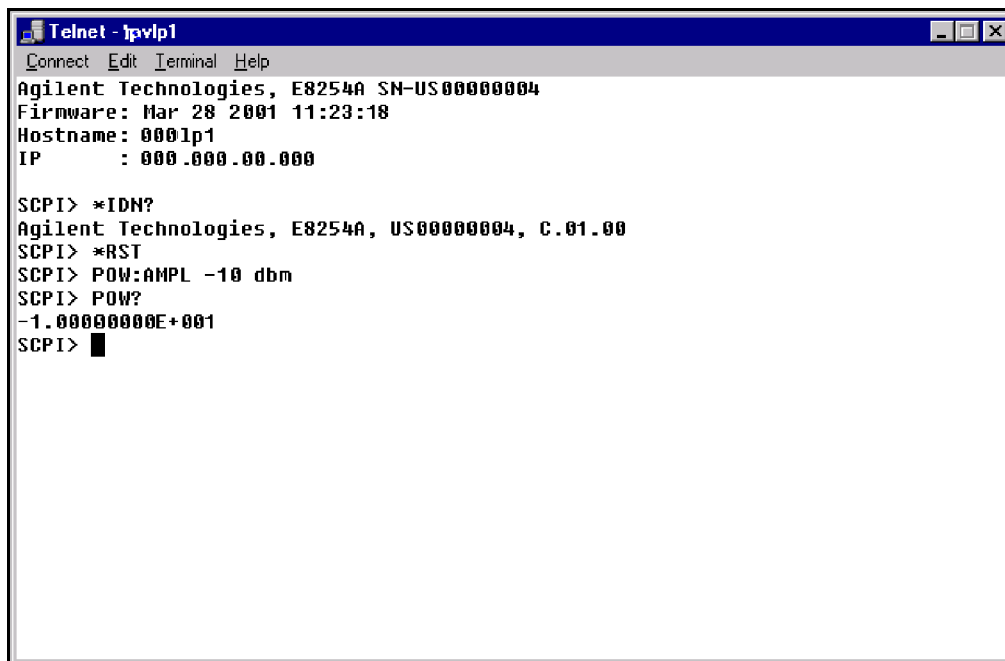 Telnet - tpvlp1
Connect Edit Terminal Help
Agilent Technologies, E8254A SN-US00000004
Firmware: Mar 28 2001 11:23:18
Hostname: 000lp1
IP      : 000.000.00.000
SCPI> *IDN?
Agilent Technologies, E8254A, US00000004, C.01.00
SCPI> *RST
SCPI> POW:AMPL -10 dbm
SCPI> POW?
-1.00000000E+001
SCPI>